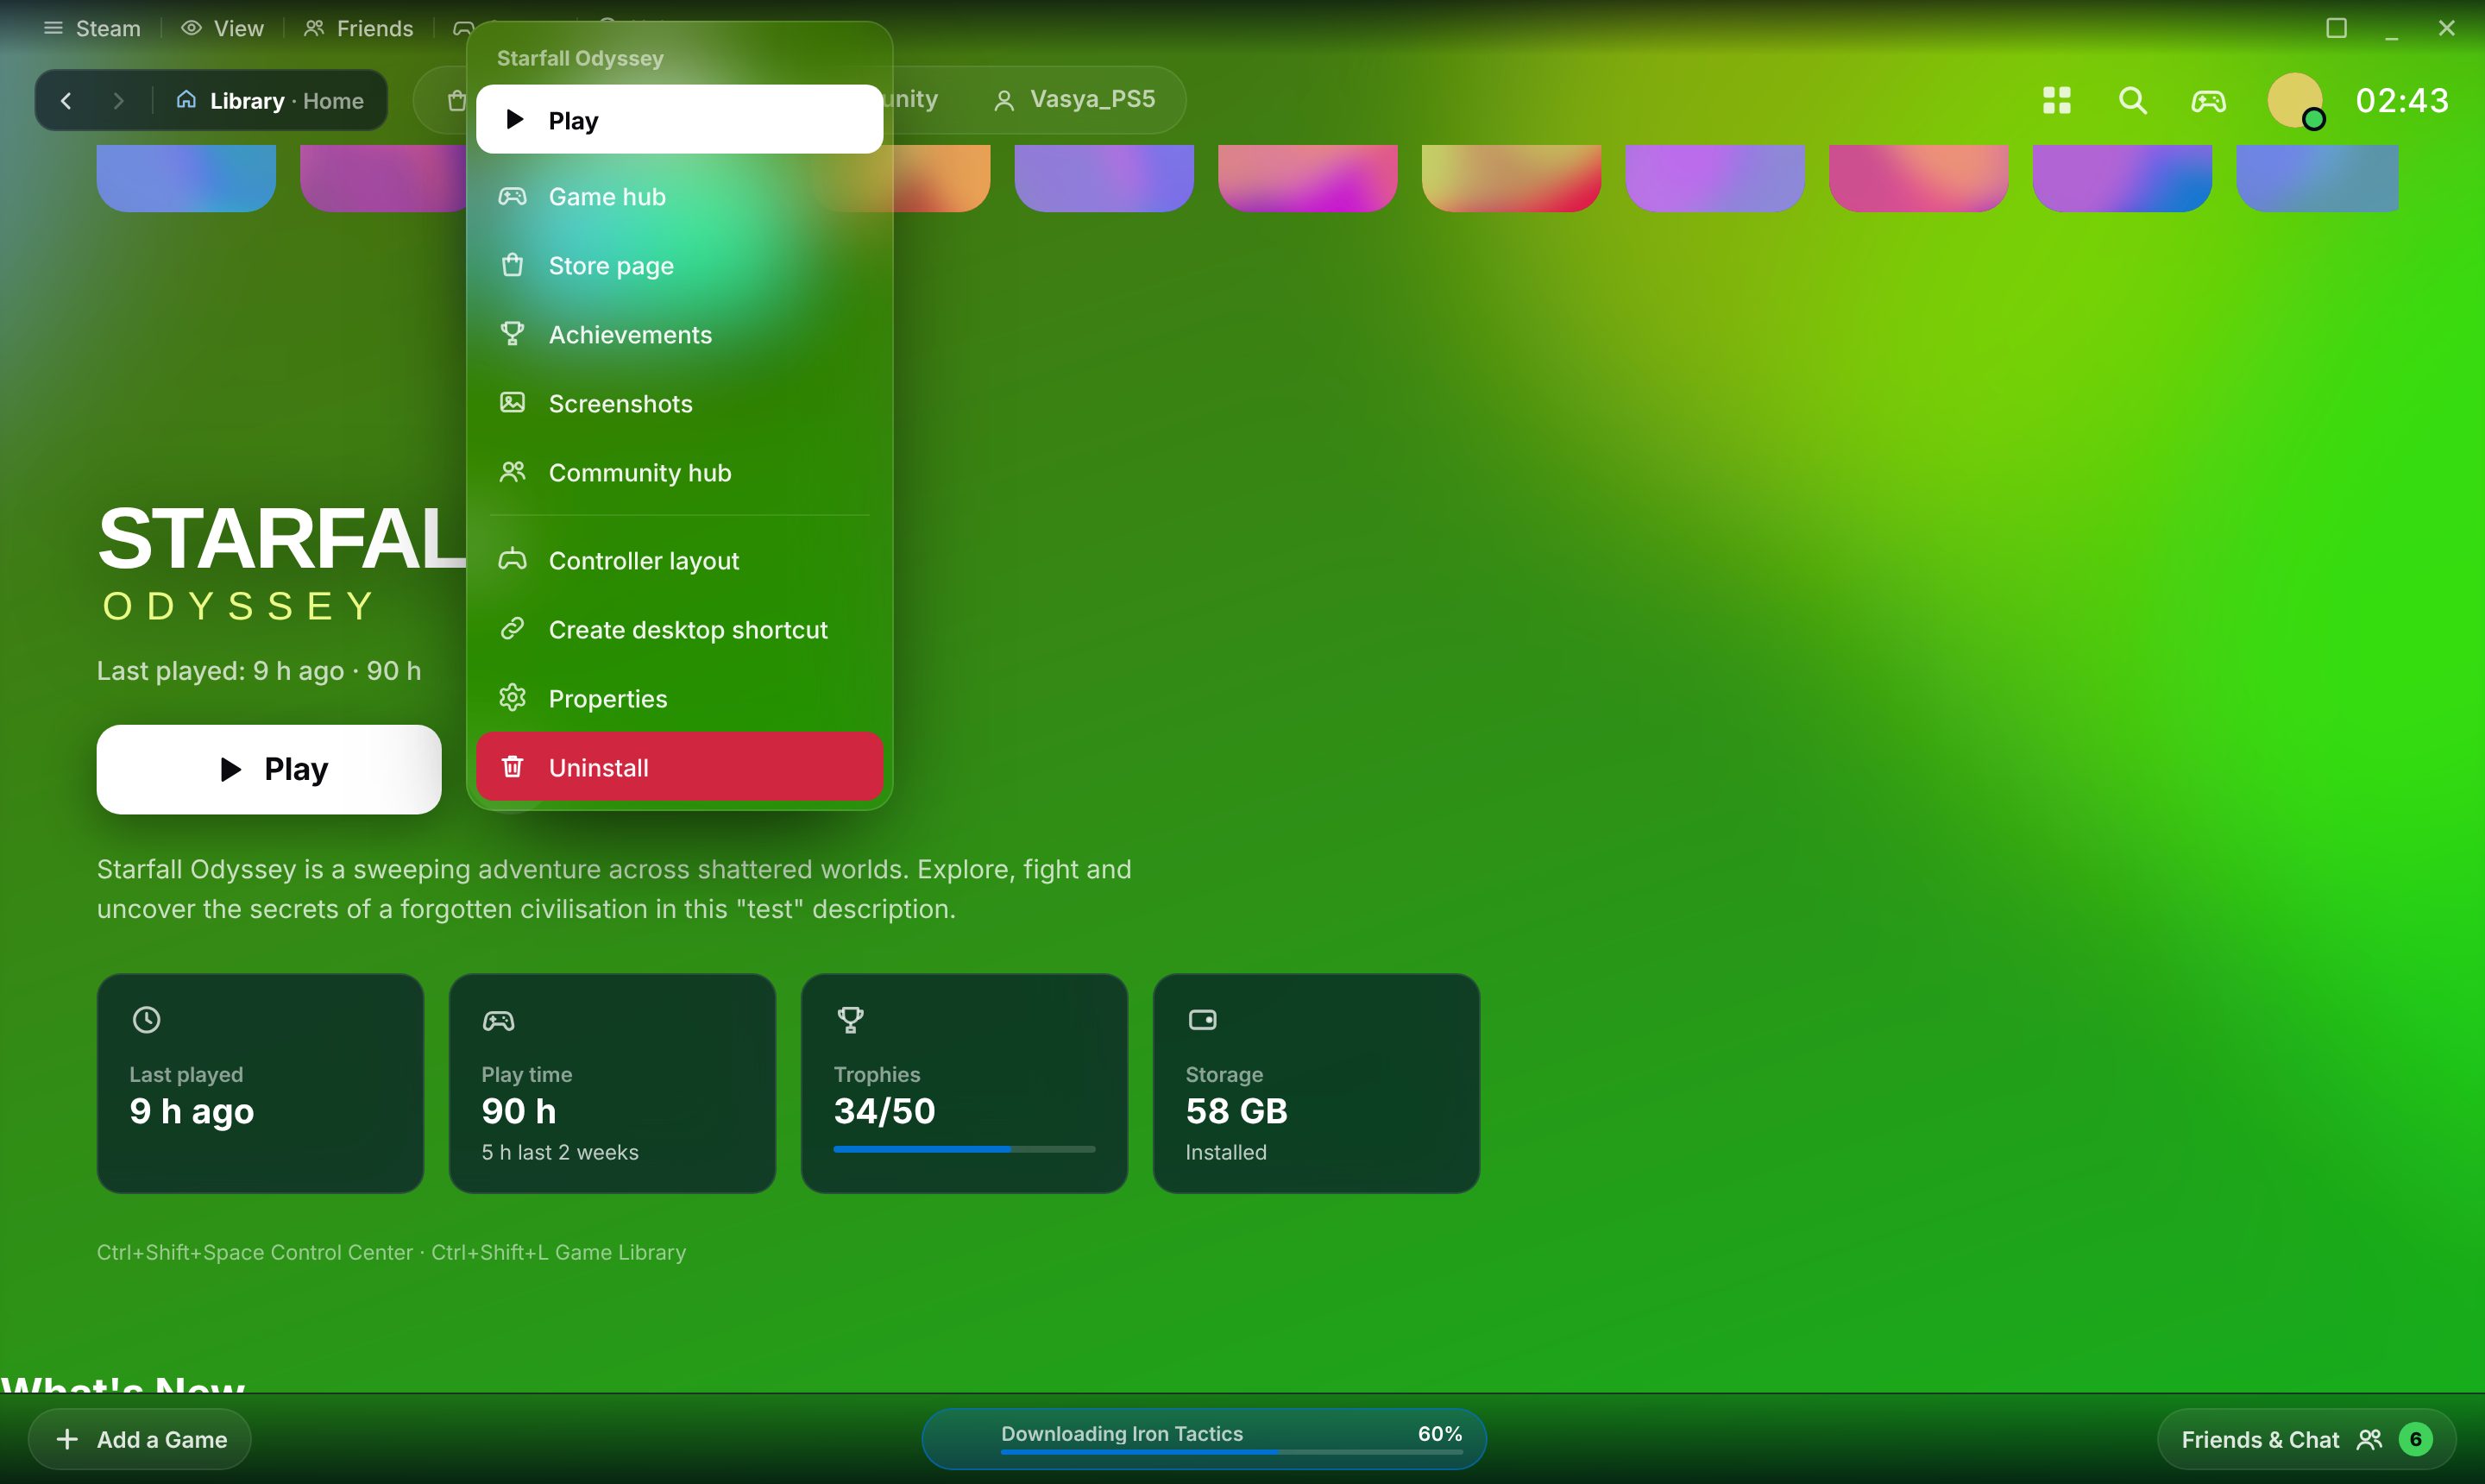 Steam View Friends
Library · Home
unity Vasya_PS5
02:43
Starfall Odyssey
Play
Game hub
Store page
Achievements
Screenshots
Community hub
Controller layout
Create desktop shortcut
Properties
Uninstall
STARFAL
ODYSSEY
Last played: 9 h ago · 90 h
Play
Starfall Odyssey is a sweeping adventure across shattered worlds. Explore, fight and
uncover the secrets of a forgotten civilisation in this "test" description.
Last played
9 h ago
Play time
90 h
5 h last 2 weeks
Trophies
34/50
Storage
58 GB
Installed
Ctrl+Shift+Space Control Center · Ctrl+Shift+L Game Library
What's New
Add a Game
Downloading Iron Tactics 60%
Friends & Chat 6